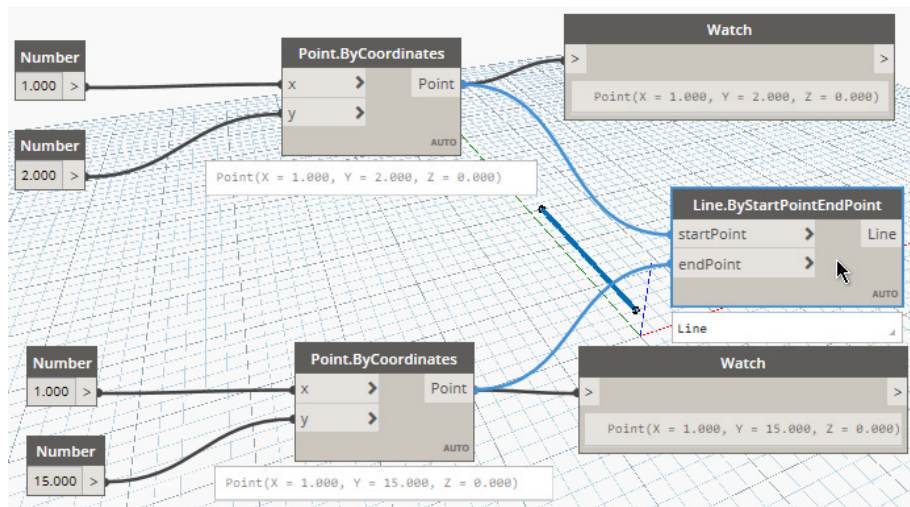 Number
1.000 >
Number
2.000 >
Point.ByCoordinates
x > Point
y >
AUTO
Point(X = 1.000, Y = 2.000, Z = 0.000)
Watch
> >
Point(X = 1.000, Y = 2.000, Z = 0.000)
Line.ByStartPointEndPoint
startPoint > Line
endPoint >
AUTO
Line
Number
1.000 >
Number
15.000 >
Point.ByCoordinates
x > Point
y >
AUTO
Point(X = 1.000, Y = 15.000, Z = 0.000)
Watch
> >
Point(X = 1.000, Y = 15.000, Z = 0.000)